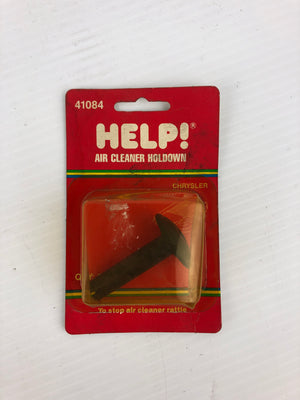 41084
HELP!®
AIR CLEANER HOLDOWN
CHRYSLER
To stop air cleaner rattle